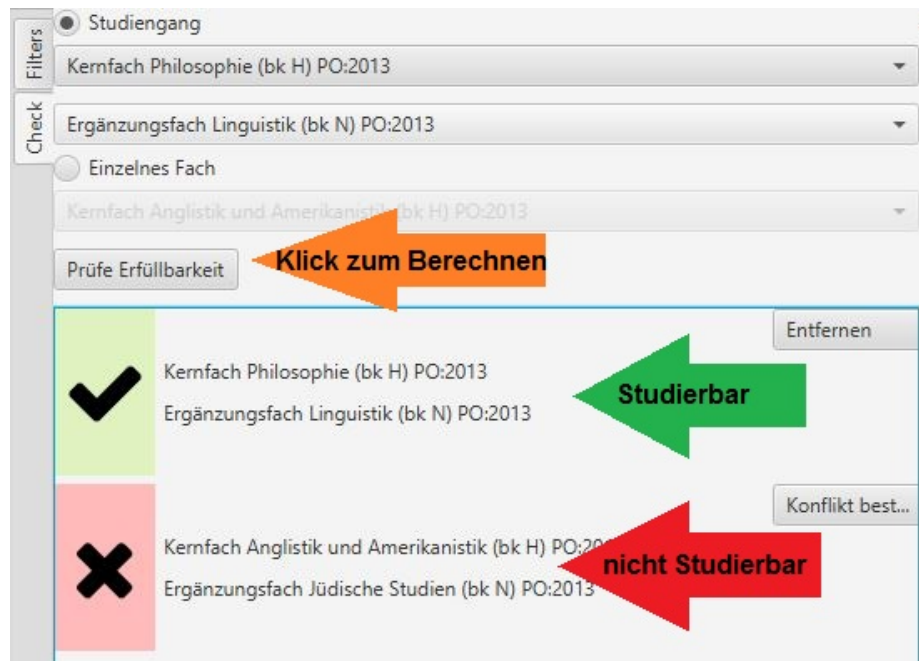 Filters
Check
Studiengang
Kernfach Philosophie (bk H) PO:2013
Ergänzungsfach Linguistik (bk N) PO:2013
Einzelnes Fach
Kernfach Anglistik und Amerikanistik (bk H) PO:2013
Prüfe Erfüllbarkeit
Klick zum Berechnen
Entfernen
Kernfach Philosophie (bk H) PO:2013
Ergänzungsfach Linguistik (bk N) PO:2013
Studierbar
Konflikt best...
Kernfach Anglistik und Amerikanistik (bk H)
Ergänzungsfach Jüdische Studien (bk N) PO:2013
nicht Studierbar